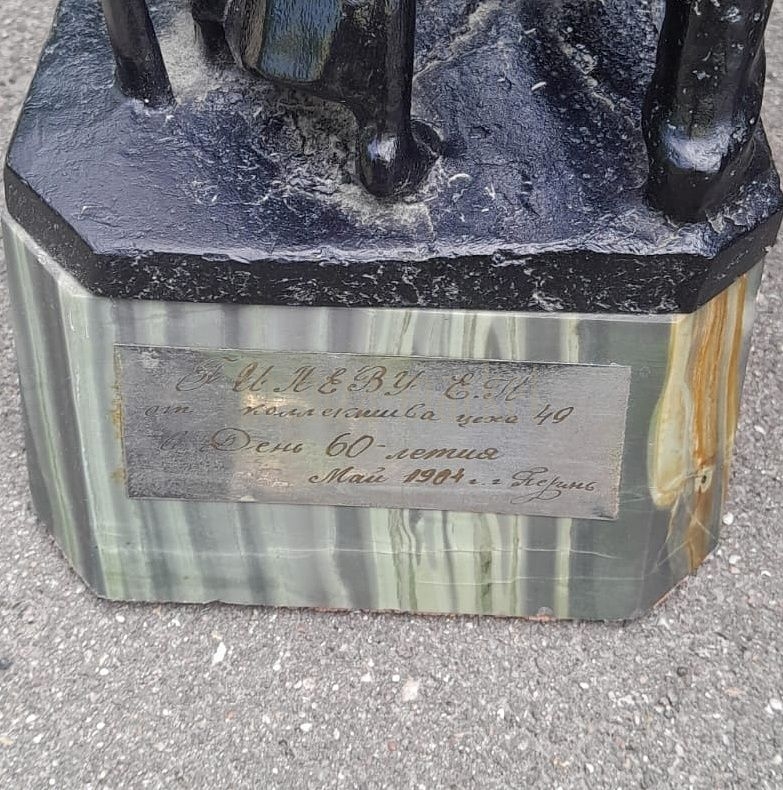 ГИЛЕВУ Е.И
от коллектива цеха 49
В День 60-летия
Май 1984 г. г Пермь